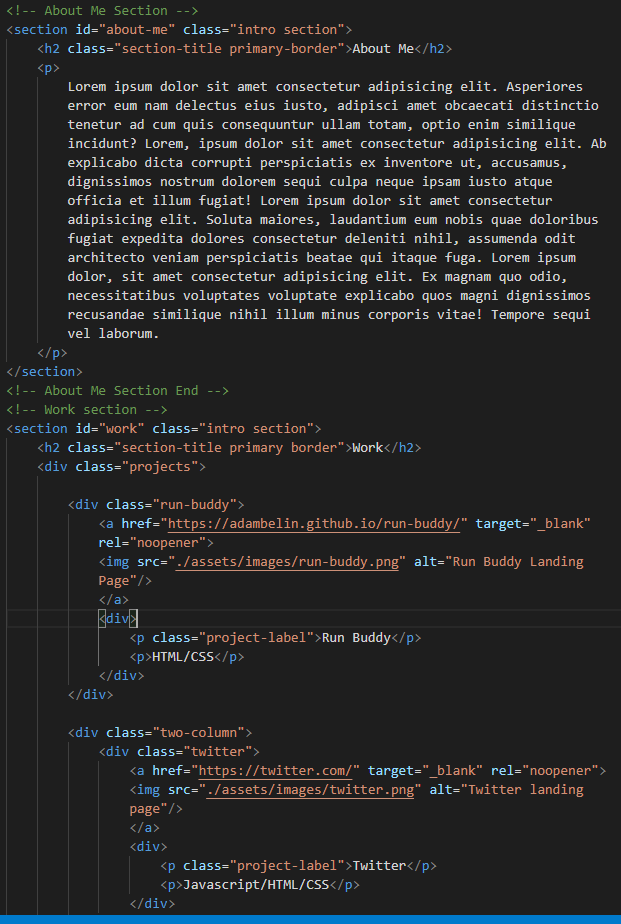 <!-- About Me Section -->
<section id="about-me" class="intro section">
<h2 class="section-title primary-border">About Me</h2>
<p>
Lorem ipsum dolor sit amet consectetur adipisicing elit. Asperiores
error eum nam delectus eius iusto, adipisci amet obcaecati distinctio
tenetur ad cum quis consequuntur ullam totam, optio enim similique
incidunt? Lorem, ipsum dolor sit amet consectetur adipisicing elit. Ab
explicabo dicta corrupti perspiciatis ex inventore ut, accusamus,
dignissimos nostrum dolorem sequi culpa neque ipsam iusto atque
officia et illum fugiat! Lorem ipsum dolor sit amet consectetur
adipisicing elit. Soluta maiores, laudantium eum nobis quae doloribus
fugiat expedita dolores consectetur deleniti nihil, assumenda odit
architecto veniam perspiciatis beatae qui itaque fuga. Lorem ipsum
dolor, sit amet consectetur adipisicing elit. Ex magnam quo odio,
necessitatibus voluptates voluptate explicabo quos magni dignissimos
recusandae similique nihil illum minus corporis vitae! Tempore sequi
vel laborum.
</p>
</section>
<!-- About Me Section End -->
<!-- Work section -->
<section id="work" class="intro section">
<h2 class="section-title primary border">Work</h2>
<div class="projects">
<div class="run-buddy">
<a href="https://adambelin.github.io/run-buddy/" target="_blank"
rel="noopener">
<img src="./assets/images/run-buddy.png" alt="Run Buddy Landing
Page"/>
</a>
<div>
<p class="project-label">Run Buddy</p>
<p>HTML/CSS</p>
</div>
</div>
<div class="two-column">
<div class="twitter">
<a href="https://twitter.com/" target="_blank" rel="noopener">
<img src="./assets/images/twitter.png" alt="Twitter landing
page"/>
</a>
<div>
<p class="project-label">Twitter</p>
<p>Javascript/HTML/CSS</p>
</div>